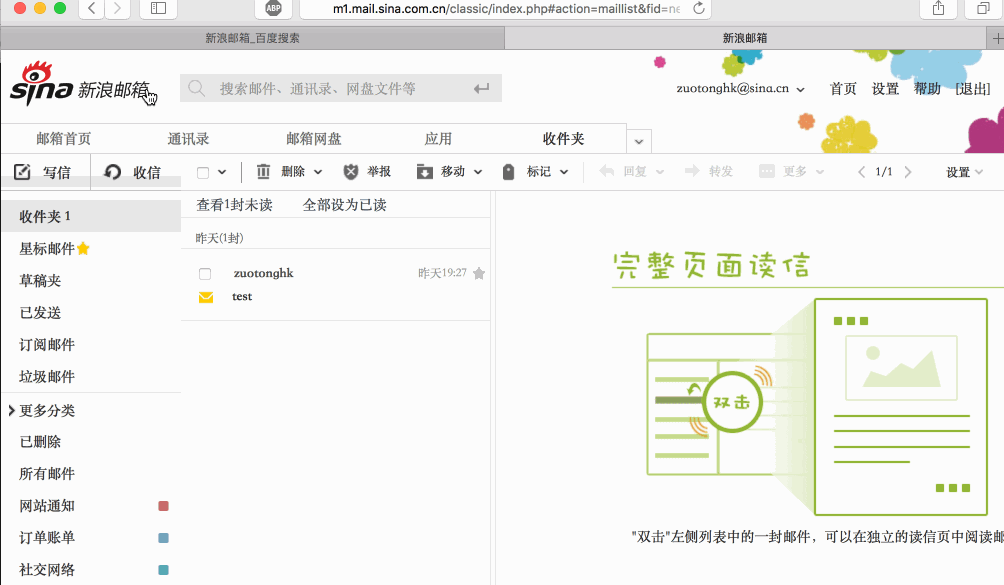 ABP
m1.mail.sina.com.cn/classic/index.php#action=maillist&fid=ne
新浪邮箱_百度搜索
新浪邮箱
sina 新浪邮箱
搜索邮件、通讯录、网盘文件等
zuotonghk@sina.cn
首页 设置 帮助 [退出]
邮箱首页 通讯录 邮箱网盘 应用 收件夹
写信 收信 删除 举报 移动 标记 回复 转发 更多 1/1 设置
收件夹 1
星标邮件
草稿夹
已发送
订阅邮件
垃圾邮件
更多分类
已删除
所有邮件
网站通知
订单账单
社交网络
查看1封未读 全部设为已读
昨天(1封)
zuotonghk 昨天19:27
test
完整页面读信
双击
"双击"左侧列表中的一封邮件，可以在独立的读信页中阅读邮